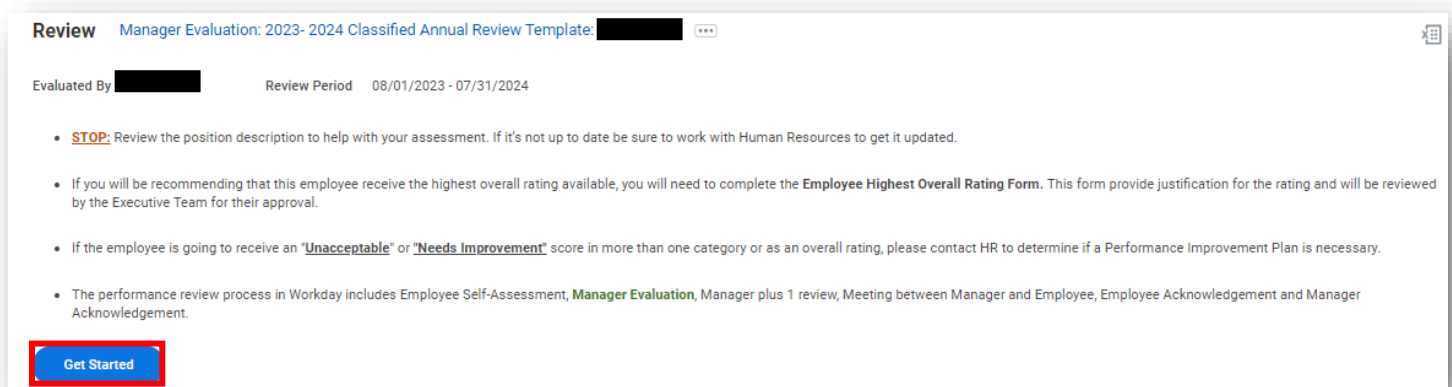 Review Manager Evaluation: 2023- 2024 Classified Annual Review Template:
Evaluated By Review Period 08/01/2023 - 07/31/2024
• STOP: Review the position description to help with your assessment. If it's not up to date be sure to work with Human Resources to get it updated.
• If you will be recommending that this employee receive the highest overall rating available, you will need to complete the Employee Highest Overall Rating Form. This form provide justification for the rating and will be reviewed
by the Executive Team for their approval.
• If the employee is going to receive an "Unacceptable" or "Needs Improvement" score in more than one category or as an overall rating, please contact HR to determine if a Performance Improvement Plan is necessary.
• The performance review process in Workday includes Employee Self-Assessment, Manager Evaluation, Manager plus 1 review, Meeting between Manager and Employee, Employee Acknowledgement and Manager
Acknowledgement.
Get Started